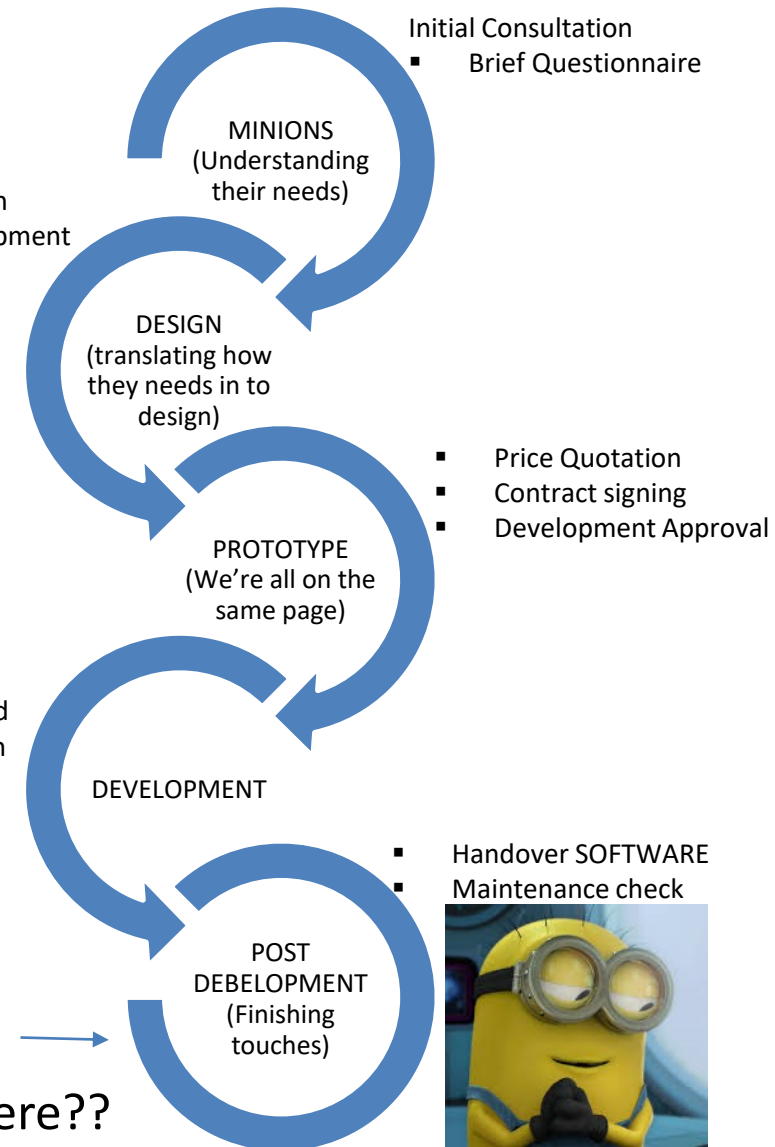 Initial Consultation
▪ Brief Questionnaire
MINIONS
(Understanding
their needs)
DESIGN
(translating how
they needs in to
design)
▪ Price Quotation
▪ Contract signing
▪ Development Approval
PROTOTYPE
(We're all on the
same page)
DEVELOPMENT
▪ Handover SOFTWARE
▪ Maintenance check
POST
DEBELOPMENT
(Finishing
touches)
ere??